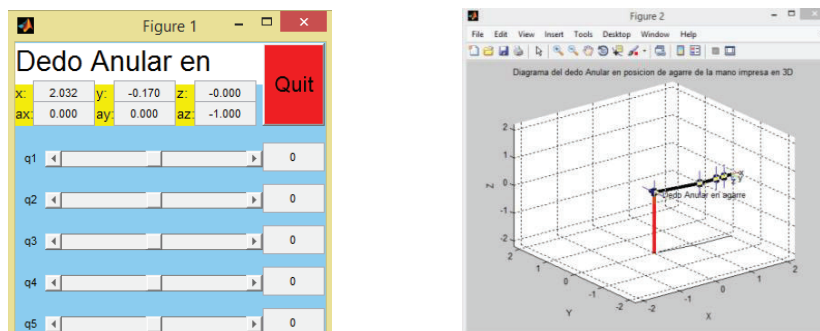 Figure 1
Dedo Anular en
Quit
x: 2.032 y: -0.170 z: -0.000
ax: 0.000 ay: 0.000 az: -1.000
q1 0
q2 0
q3 0
q4 0
q5 0
Figure 2
File Edit View Insert Tools Desktop Window Help
Diagrama del dedo Anular en posicion de agarre de la mano impresa en 3D
2
1
0
-1
-2
Z
Dedo Anular en agarre
2
1
0
-1
-2
Y
-2
-1
0
1
2
X